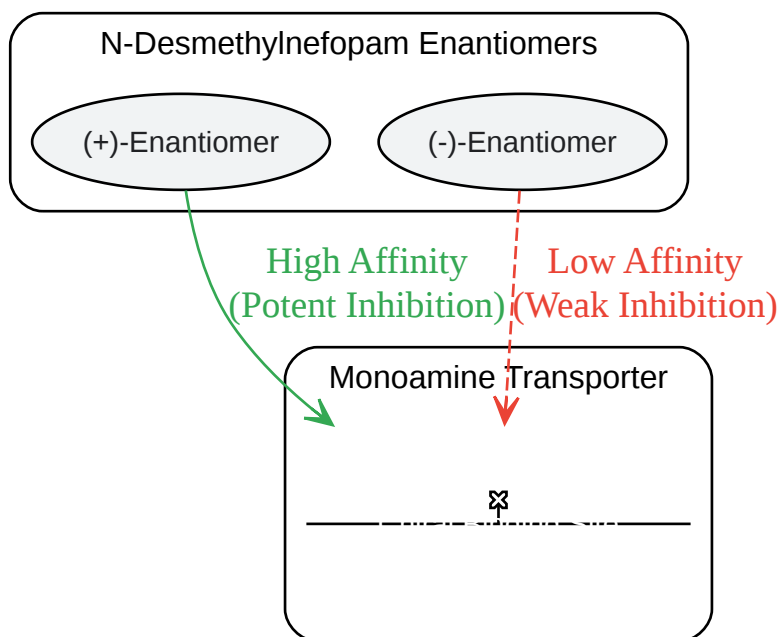 N-Desmethylnefopam Enantiomers
(+)-Enantiomer
(-)-Enantiomer
High Affinity
(Potent Inhibition)
Low Affinity
(Weak Inhibition)
Monoamine Transporter